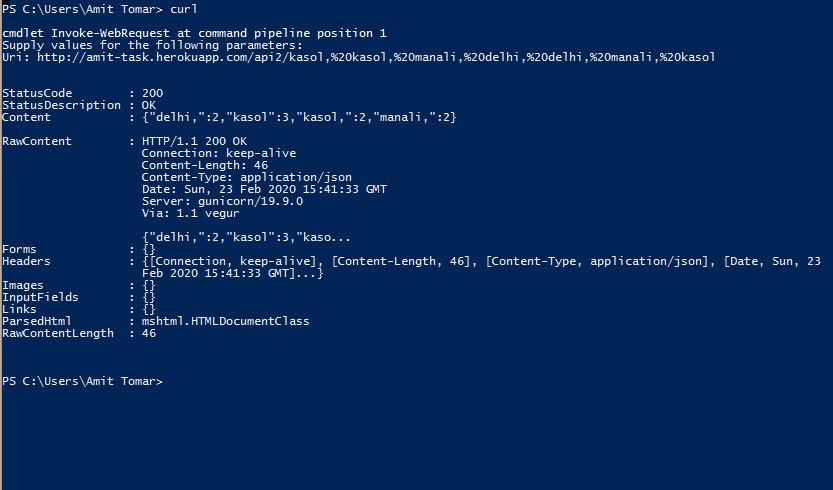 PS C:\Users\Amit Tomar> curl
cmdlet Invoke-WebRequest at command pipeline position 1
Supply values for the following parameters:
Uri: http://amit-task.herokuapp.com/api2/kasol,%20kasol,%20manali,%20delhi,%20delhi,%20manali,%20kasol
StatusCode        : 200
StatusDescription : OK
Content           : {"delhi,":2,"kasol":3,"kasol,":2,"manali,":2}
RawContent        : HTTP/1.1 200 OK
                    Connection: keep-alive
                    Content-Length: 46
                    Content-Type: application/json
                    Date: Sun, 23 Feb 2020 15:41:33 GMT
                    Server: gunicorn/19.9.0
                    Via: 1.1 vegur
                    {"delhi,":2,"kasol":3,"kaso...
Forms             : {}
Headers           : {[Connection, keep-alive], [Content-Length, 46], [Content-Type, application/json], [Date, Sun, 23
                    Feb 2020 15:41:33 GMT]...}
Images            : {}
InputFields       : {}
Links             : {}
ParsedHtml        : mshtml.HTMLDocumentClass
RawContentLength  : 46
PS C:\Users\Amit Tomar>